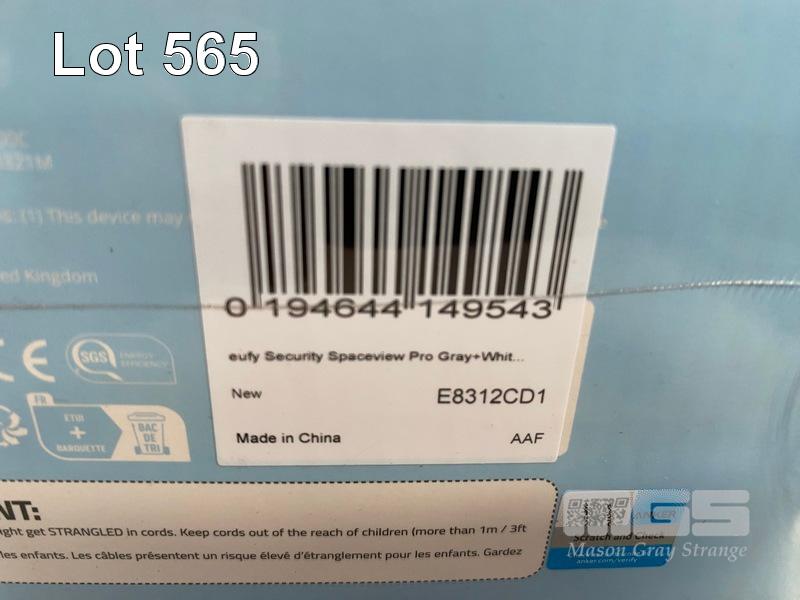 Lot 565
s: (1) This device may
ed Kingdom
0 194644 149543
eufy Security Spaceview Pro Gray+Whit...
New E8312CD1
Made in China AAF
CE
SGS ENERGY EFFICIENCY
FR
ETUI
+
BARQUETTE
BAC
DE
TRI
NT:
ght get STRANGLED in cords. Keep cords out of the reach of children (more than 1m / 3ft
les enfants. Les câbles présentent un risque élevé d'étranglement pour les enfants. Gardez
ANKER
Scratch and Check
anker.com/verify
MGS
Mason Gray Strange